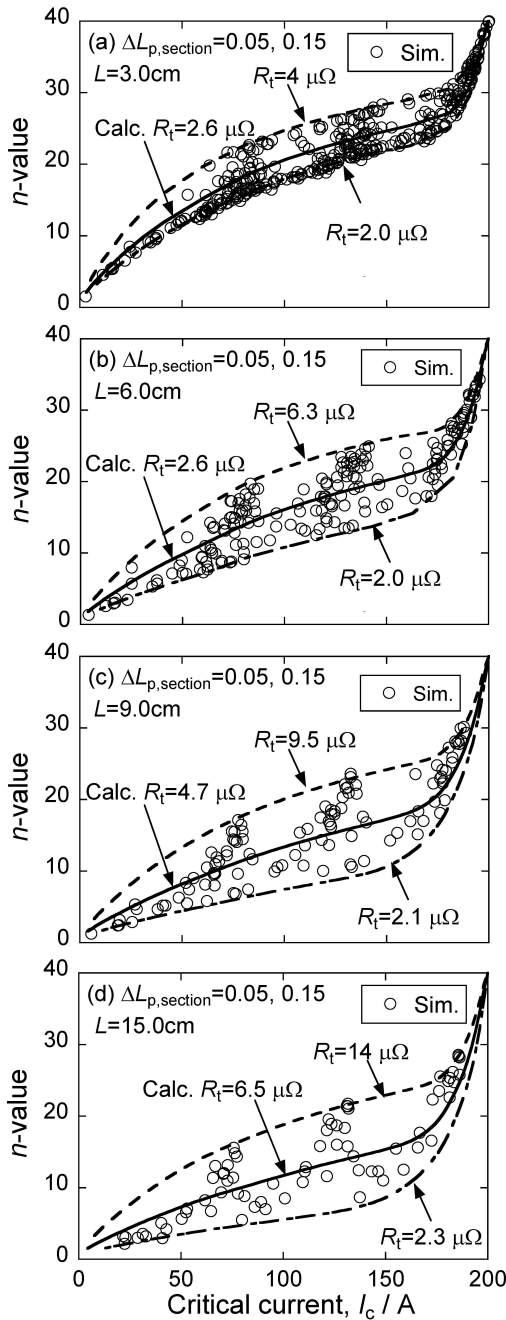 (a) ΔLp,section=0.05, 0.15
L=3.0cm
Sim.
Rt=4 μΩ
Calc. Rt=2.6 μΩ
Rt=2.0 μΩ
n-value
40
30
20
10
0
(b) ΔLp,section=0.05, 0.15
L=6.0cm
Sim.
Rt=6.3 μΩ
Calc. Rt=2.6 μΩ
Rt=2.0 μΩ
n-value
40
30
20
10
0
(c) ΔLp,section=0.05, 0.15
L=9.0cm
Sim.
Rt=9.5 μΩ
Calc. Rt=4.7 μΩ
Rt=2.1 μΩ
n-value
40
30
20
10
0
(d) ΔLp,section=0.05, 0.15
L=15.0cm
Sim.
Rt=14 μΩ
Calc. Rt=6.5 μΩ
Rt=2.3 μΩ
n-value
40
30
20
10
0
0 50 100 150 200
Critical current, Ic / A